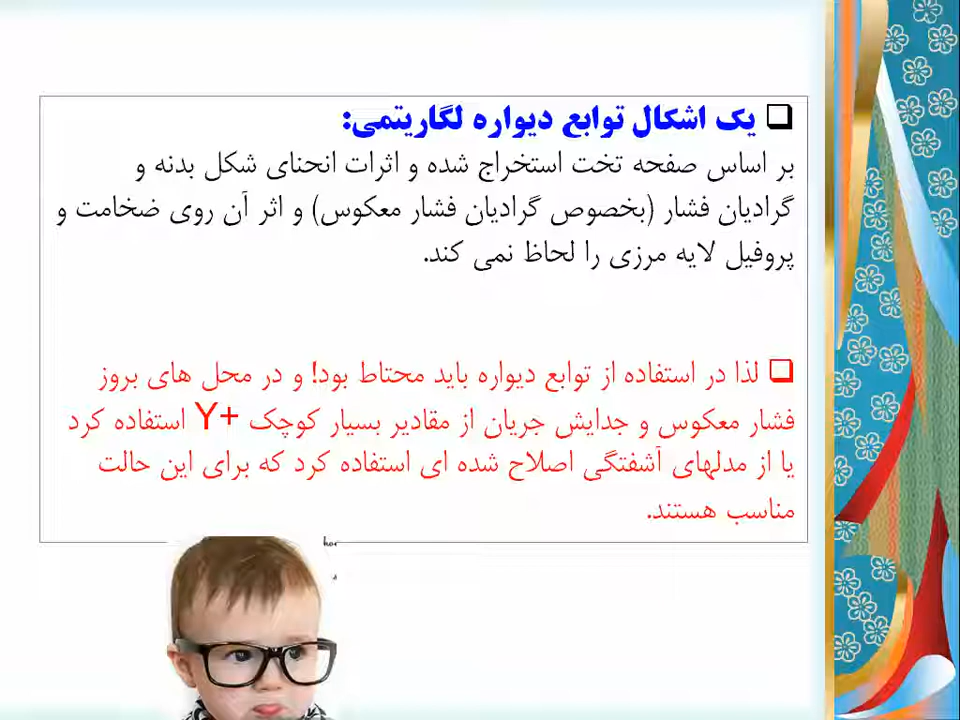 ❑ یک اشکال توابع دیواره لگاریتمی:
بر اساس صفحه تخت استخراج شده و اثرات انحنای شکل بدنه و
گرادیان فشار (بخصوص گرادیان فشار معکوس) و اثر آن روی ضخامت و
پروفیل لایه مرزی را لحاظ نمی کند.
❑ لذا در استفاده از توابع دیواره باید محتاط بود! و در محل های بروز
فشار معکوس و جدایش جریان از مقادیر بسیار کوچک Y+ استفاده کرد
یا از مدلهای آشفتگی اصلاح شده ای استفاده کرد که برای این حالت
مناسب هستند.